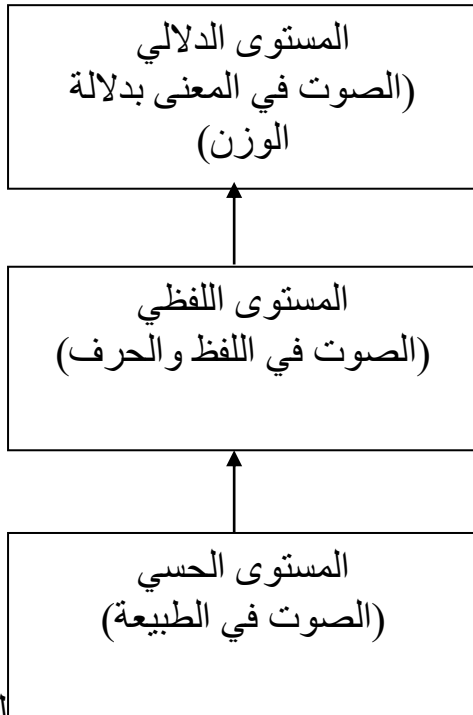 المستوى الدلالي
(الصوت في المعنى بدلالة
الوزن)
المستوى اللفظي
(الصوت في اللفظ والحرف)
المستوى الحسي
(الصوت في الطبيعة)